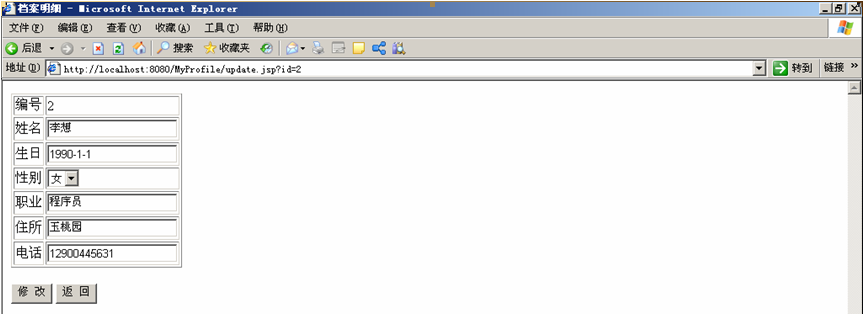 档案明细 - Microsoft Internet Explorer
文件(F) 编辑(E) 查看(V) 收藏(A) 工具(T) 帮助(H)
后退 搜索 收藏夹
地址(D) http://localhost:8080/MyProfile/update.jsp?id=2 转到 链接 »
编号 2
姓名 李想
生日 1990-1-1
性别 女
职业 程序员
住所 玉桃园
电话 12900445631
修 改 返 回